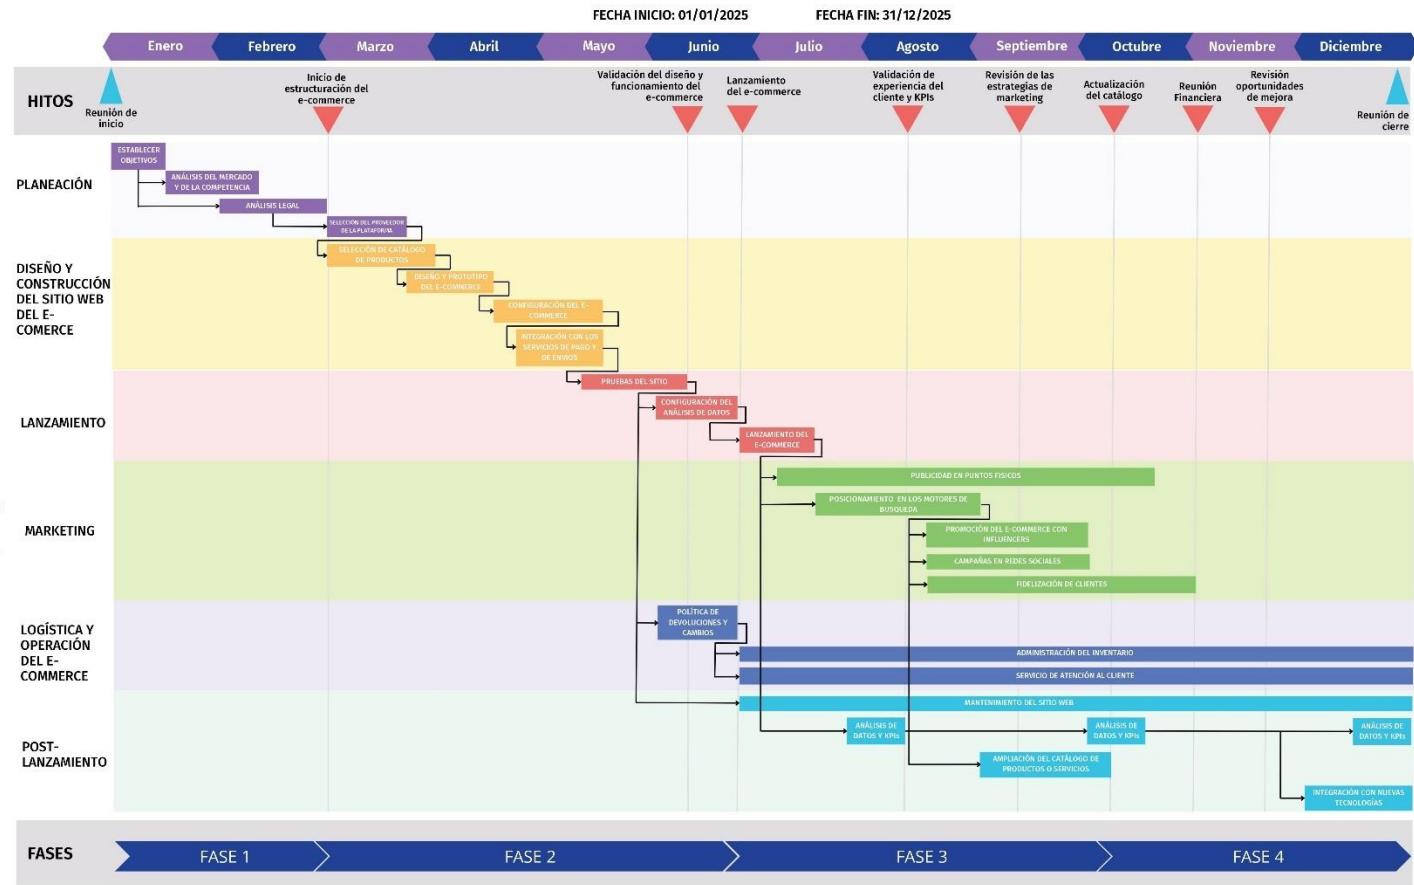 FECHA INICIO: 01/01/2025
FECHA FIN: 31/12/2025
Enero
Febrero
Marzo
Abril
Mayo
Junio
Julio
Agosto
Septiembre
Octubre
Noviembre
Diciembre
HITOS
Reunión de
inicio
Inicio de
estructuración del
e-commerce
Validación del diseño y
funcionamiento del
e-commerce
Lanzamiento
del e-commerce
Validación de
experiencia del
cliente y KPIs
Revisión de las
estrategias de
marketing
Actualización
del catálogo
Reunión
Financiera
Revisión
oportunidades
de mejora
Reunión de
cierre
PLANEACIÓN
ESTABLECER
OBJETIVOS
ANÁLISIS DEL MERCADO
Y DE LA COMPETENCIA
ANÁLISIS LEGAL
SELECCIÓN DEL PROVEEDOR
DE LA PLATAFORMA
DISEÑO Y
CONSTRUCCIÓN
DEL SITIO WEB
DEL E-
COMERCE
SELECCIÓN DE CATÁLOGO
DE PRODUCTOS
DISEÑO Y PROTOTIPO
DEL E-COMMERCE
CONFIGURACIÓN DEL E-
COMMERCE
INTEGRACIÓN CON LOS
SERVICIOS DE PAGO Y
DE ENVIOS
LANZAMIENTO
PRUEBAS DEL SITIO
CONFIGURACIÓN DEL
ANÁLISIS DE DATOS
LANZAMIENTO DEL
E-COMMERCE
MARKETING
PUBLICIDAD EN PUNTOS FISICOS
POSICIONAMIENTO EN LOS MOTORES DE
BUSQUEDA
PROMOCIÓN DEL E-COMMERCE CON
INFLUENCERS
CAMPAÑAS EN REDES SOCIALES
FIDELIZACIÓN DE CLIENTES
LOGÍSTICA Y
OPERACIÓN
DEL E-
COMMERCE
POLÍTICA DE
DEVOLUCIONES Y
CAMBIOS
ADMINISTRACIÓN DEL INVENTARIO
SERVICIO DE ATENCIÓN AL CLIENTE
POST-
LANZAMIENTO
MANTENIMIENTO DEL SITIO WEB
ANÁLISIS DE
DATOS Y KPIs
ANÁLISIS DE
DATOS Y KPIs
ANÁLISIS DE
DATOS Y KPIs
AMPLIACIÓN DEL CATÁLOGO DE
PRODUCTOS O SERVICIOS
INTEGRACIÓN CON NUEVAS
TECNOLOGÍAS
FASES
FASE 1
FASE 2
FASE 3
FASE 4